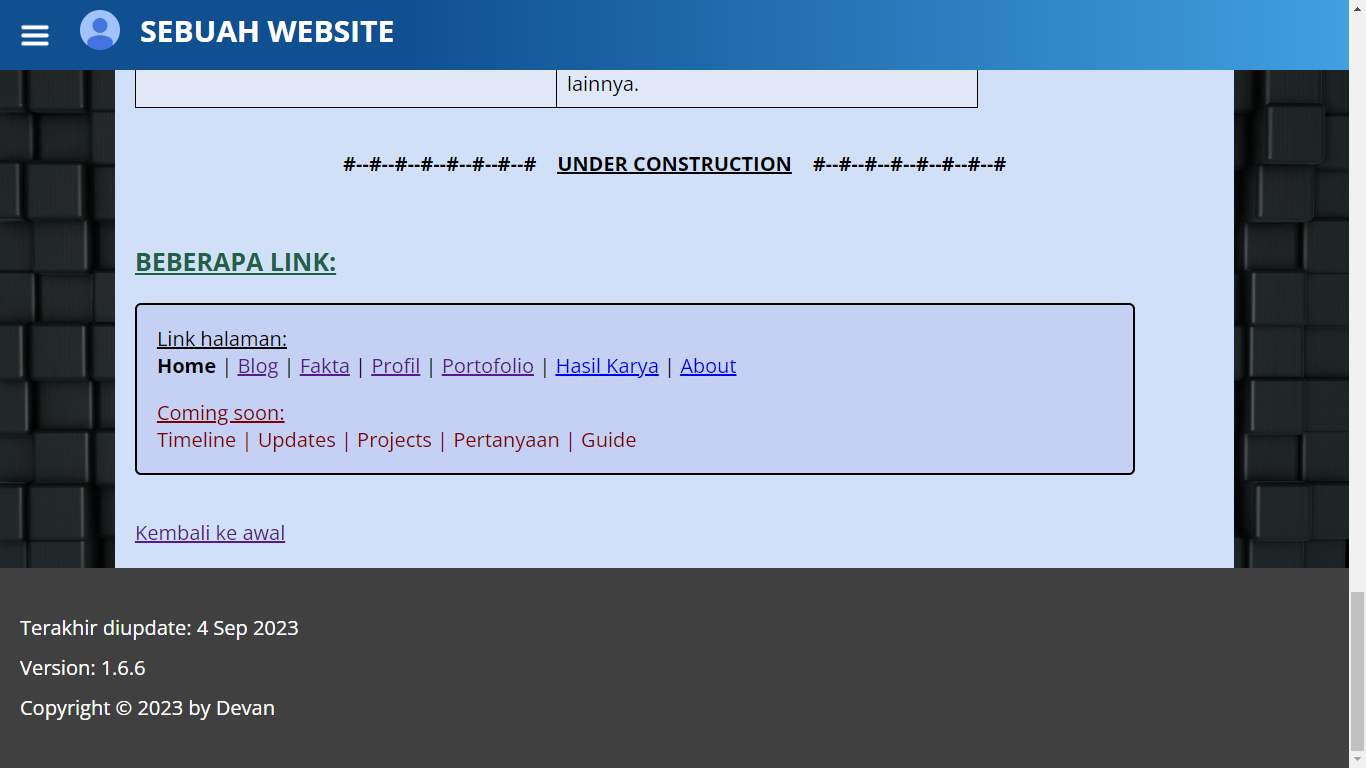 SEBUAH WEBSITE
lainnya.
#--#--#--#--#--#--#--# UNDER CONSTRUCTION #--#--#--#--#--#--#--#
BEBERAPA LINK:
Link halaman:
Home | Blog | Fakta | Profil | Portofolio | Hasil Karya | About
Coming soon:
Timeline | Updates | Projects | Pertanyaan | Guide
Kembali ke awal
Terakhir diupdate: 4 Sep 2023
Version: 1.6.6
Copyright © 2023 by Devan